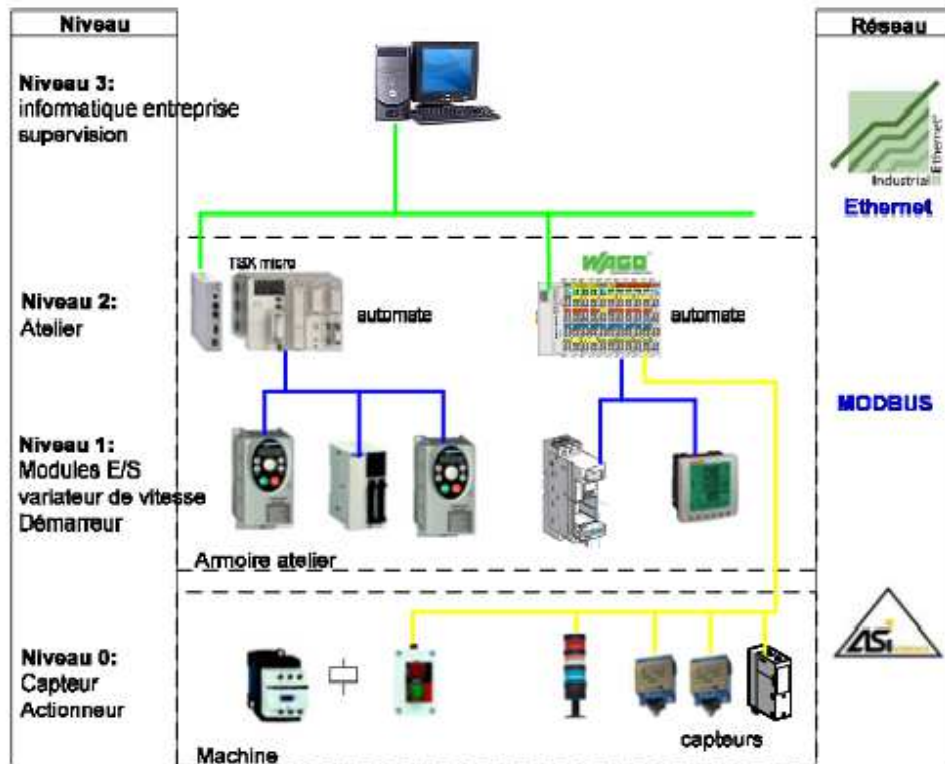 Niveau
Réseau
Niveau 3:
informatique entreprise
supervision
Industrial
Ethernet
Ethernet
TSX micro
WAGO
Niveau 2:
Atelier
automate
automate
MODBUS
Niveau 1:
Modules E/S
variateur de vitesse
Démarreur
Armoire atelier
ASi
Niveau 0:
Capteur
Actionneur
capteurs
Machine